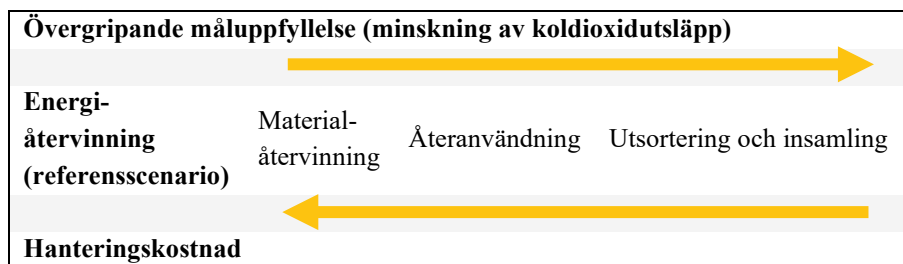 Övergripande måluppfyllelse (minskning av koldioxidutsläpp)
Energi-
återvinning
(referensscenario)
Material-
återvinning
Återanvändning
Utsortering och insamling
Hanteringskostnad